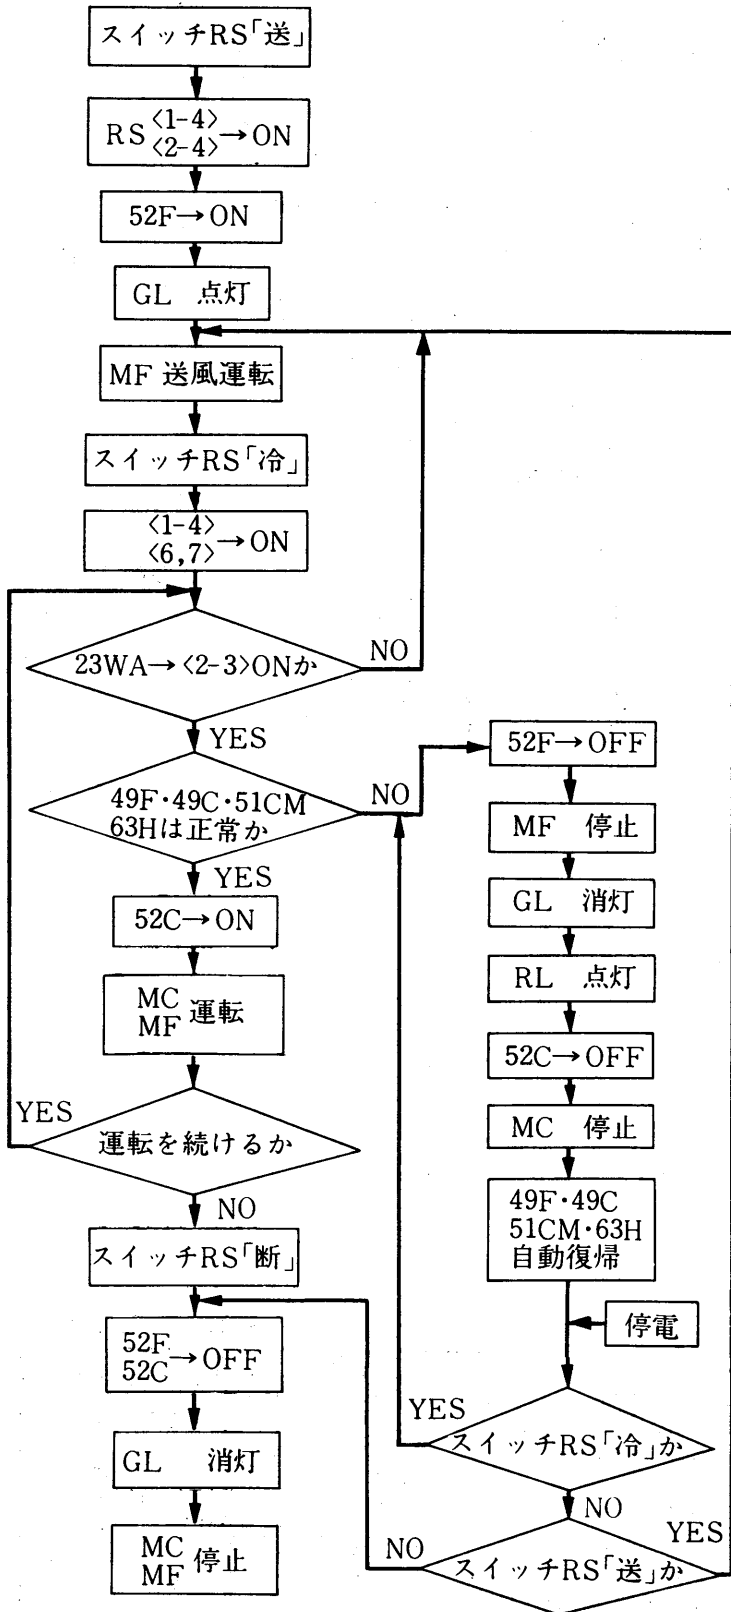 スイッチRS「送」
RS <1-4> → ON
<2-4>
52F→ON
GL 点灯
MF 送風運転
スイッチRS「冷」
<1-4> → ON
<6,7>
23WA→<2-3>ONか
NO
YES
49F・49C・51CM
63Hは正常か
NO
YES
52C→ON
MC 運転
MF
運転を続けるか
YES
NO
スイッチRS「断」
52F → OFF
52C
GL 消灯
MC 停止
MF
52F→OFF
MF 停止
GL 消灯
RL 点灯
52C→OFF
MC 停止
49F・49C
51CM・63H
自動復帰
停電
YES
スイッチRS「冷」か
NO
NO
スイッチRS「送」か
YES